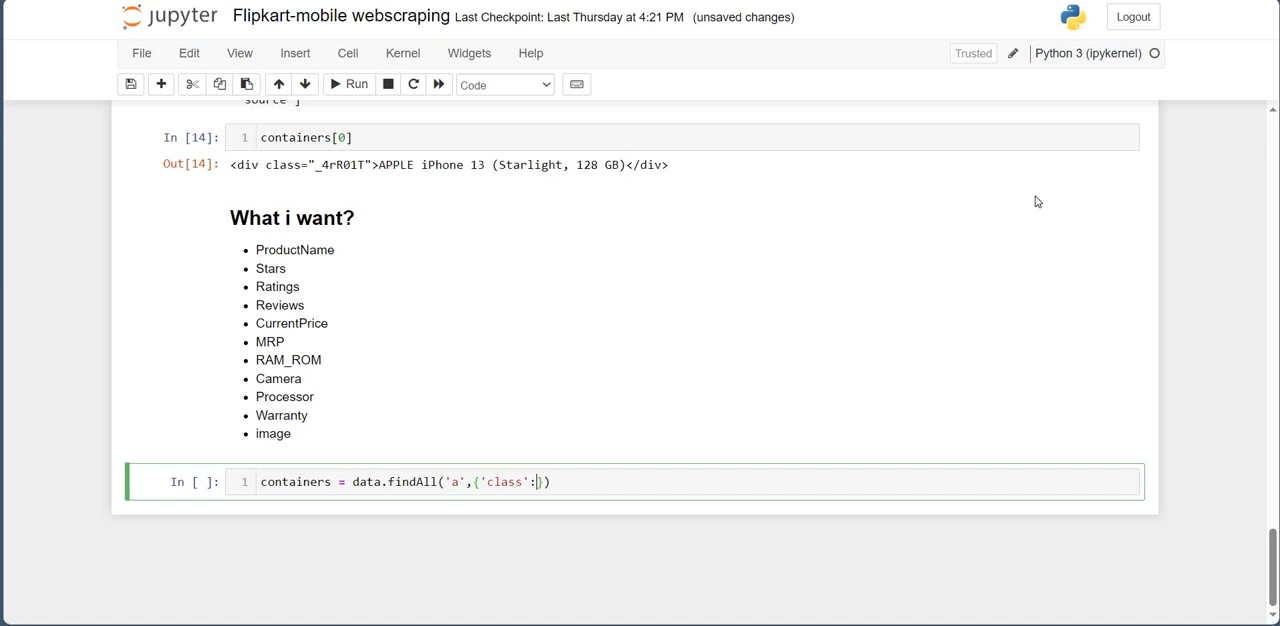 jupyter Flipkart-mobile webscraping Last Checkpoint: Last Thursday at 4:21 PM (unsaved changes) Logout
File Edit View Insert Cell Kernel Widgets Help Trusted Python 3 (ipykernel)
Run Code
source ]
In [14]: 1 containers[0]
Out[14]: <div class="_4rR01T">APPLE iPhone 13 (Starlight, 128 GB)</div>
What i want?
• ProductName
• Stars
• Ratings
• Reviews
• CurrentPrice
• MRP
• RAM_ROM
• Camera
• Processor
• Warranty
• image
In [ ]: 1 containers = data.findAll('a',{'class':})